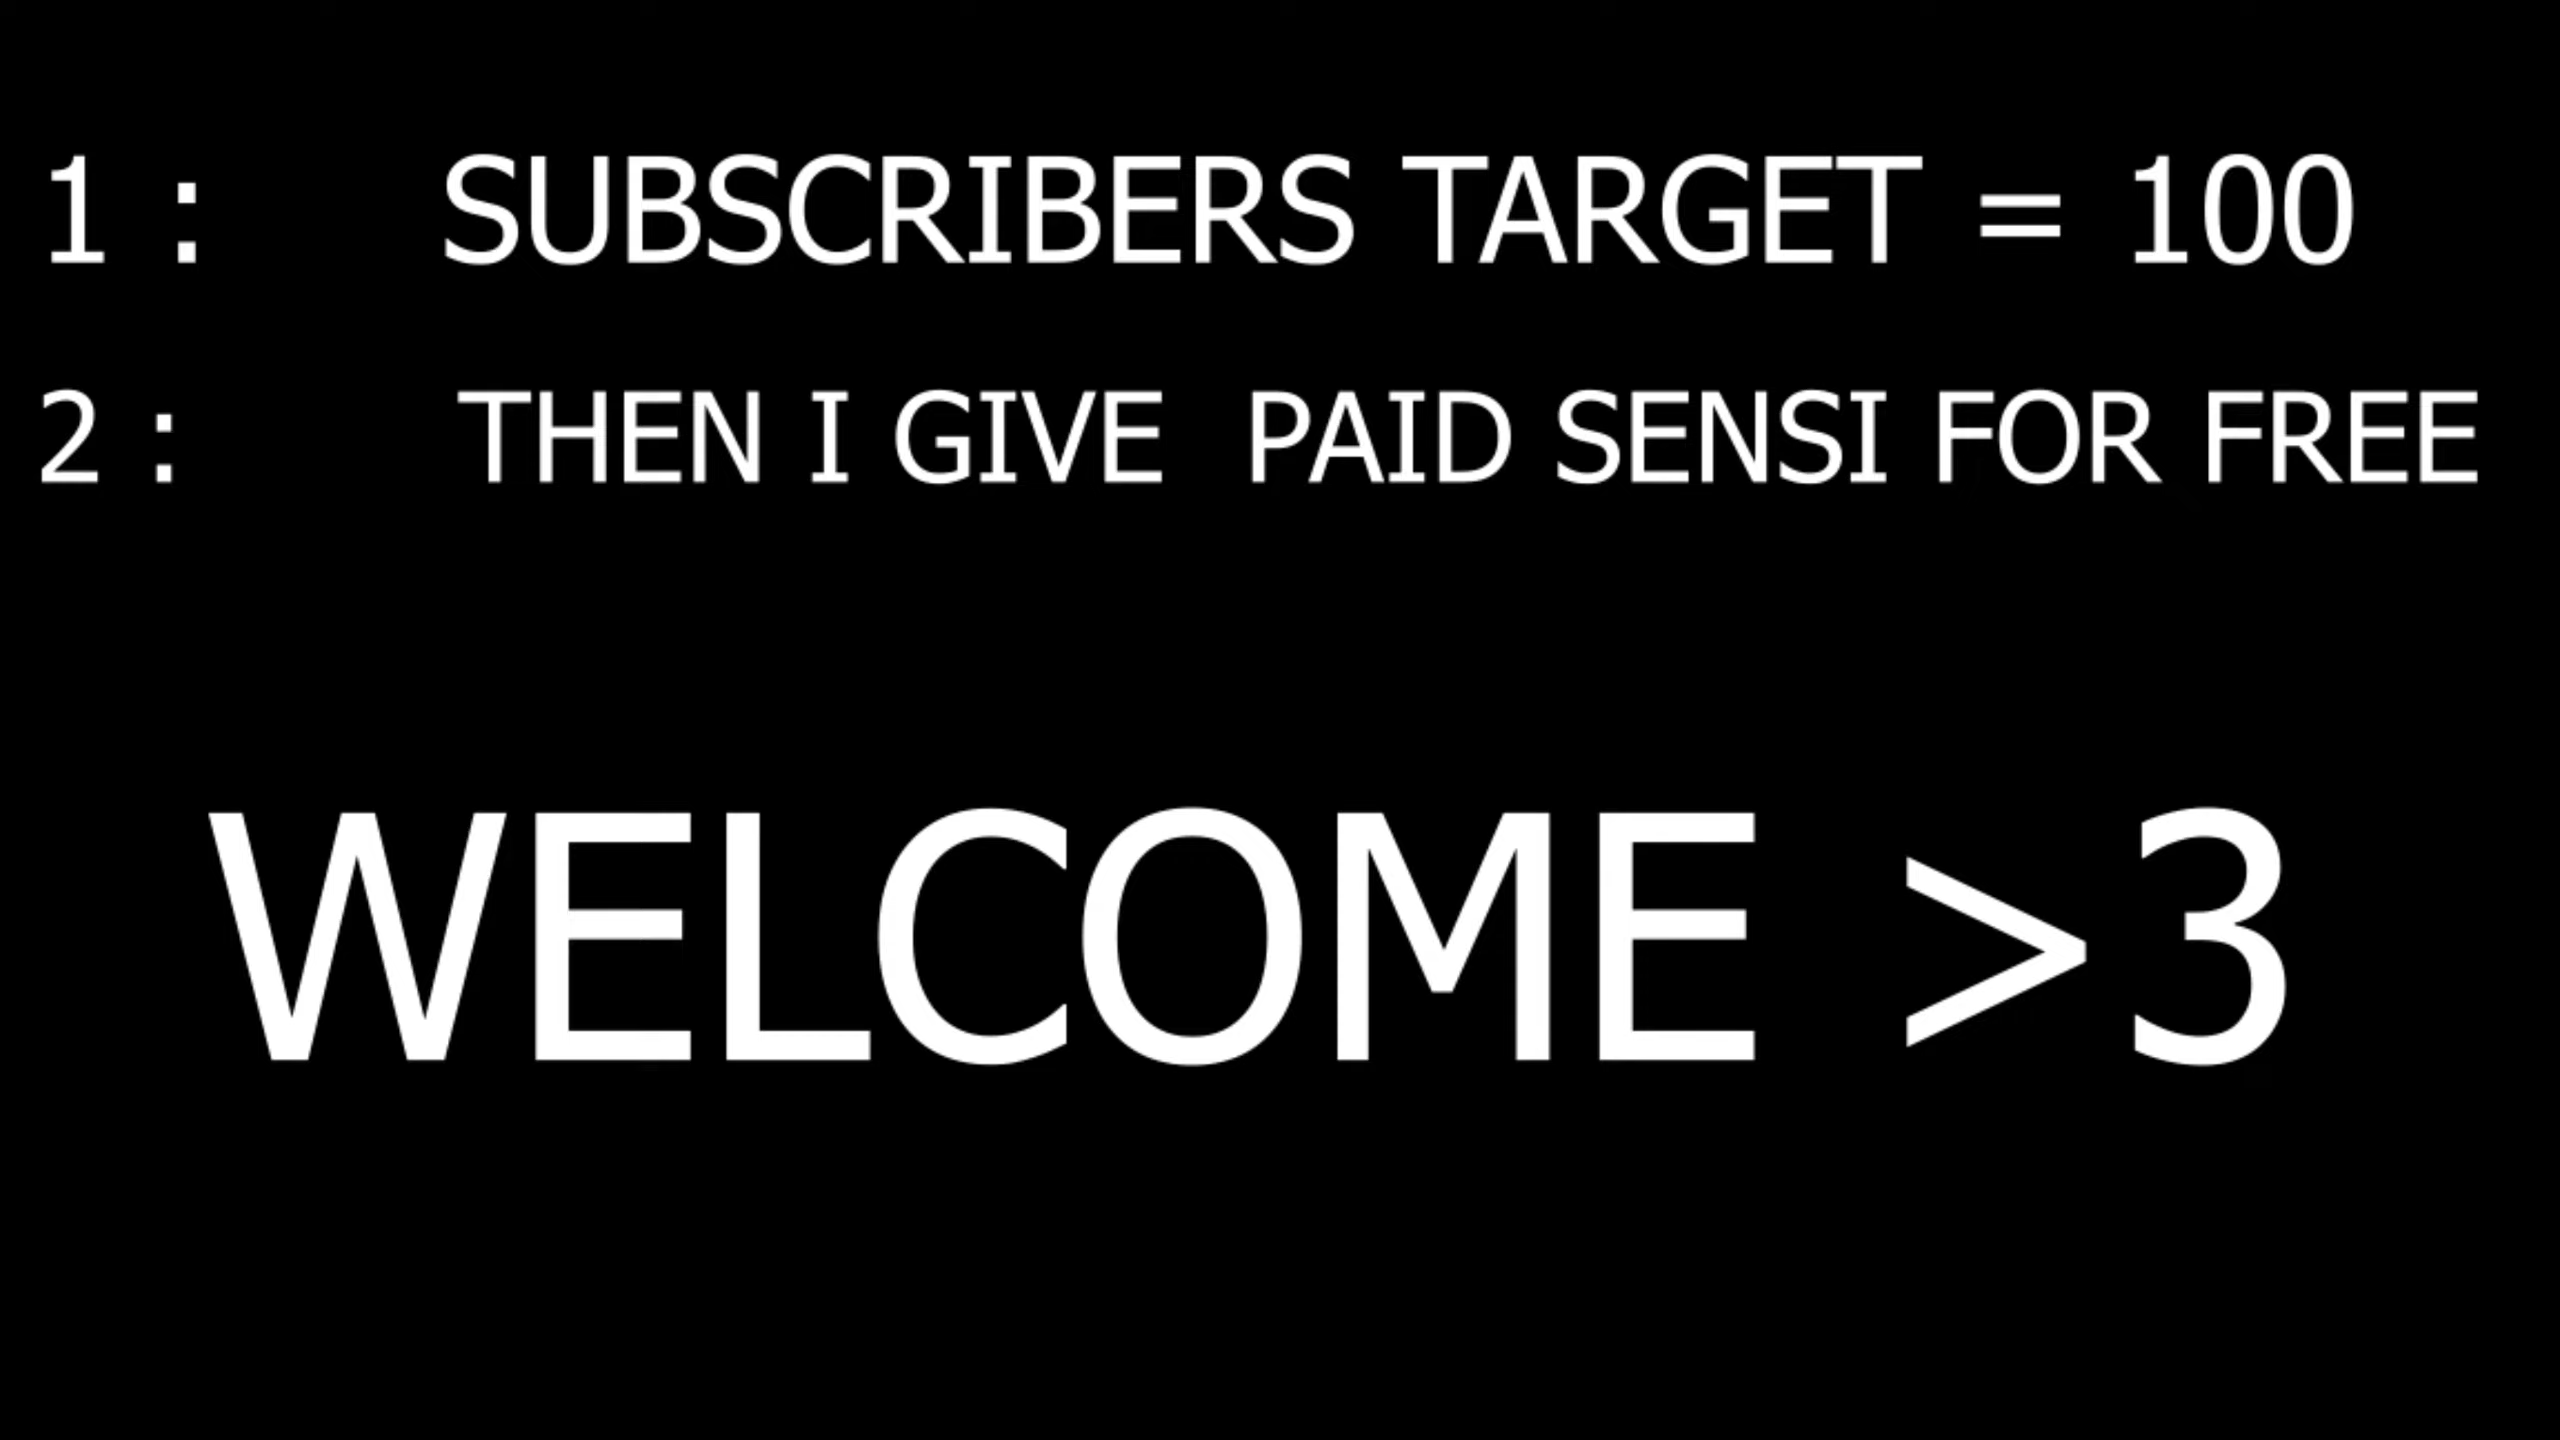 1 : SUBSCRIBERS TARGET = 100
2 : THEN I GIVE PAID SENSI FOR FREE
WELCOME >3